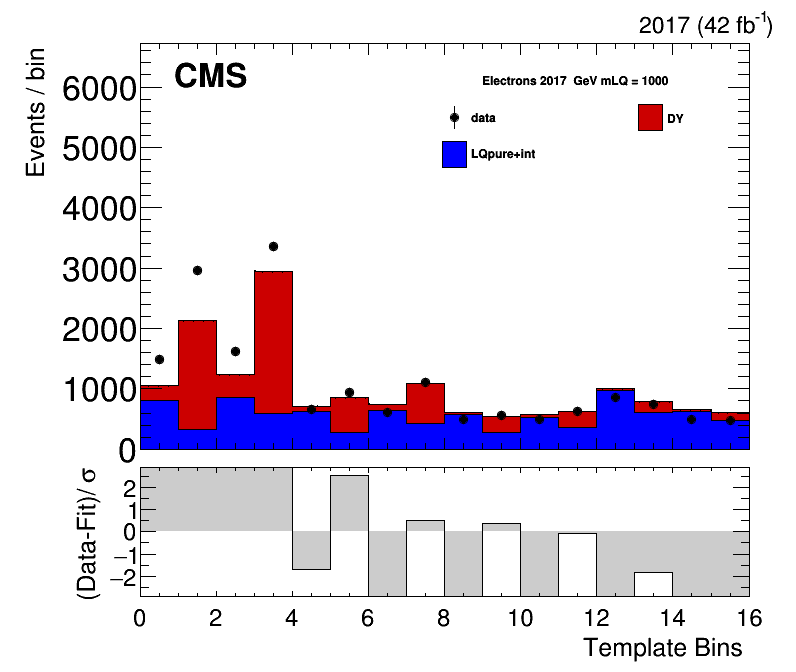 2017 (42 fb-1)
CMS
Electrons 2017 GeV mLQ = 1000
data
DY
LQpure+int
Events / bin
6000
5000
4000
3000
2000
1000
0
(Data-Fit)/ σ
2
1
0
−1
−2
0 2 4 6 8 10 12 14 16
Template Bins